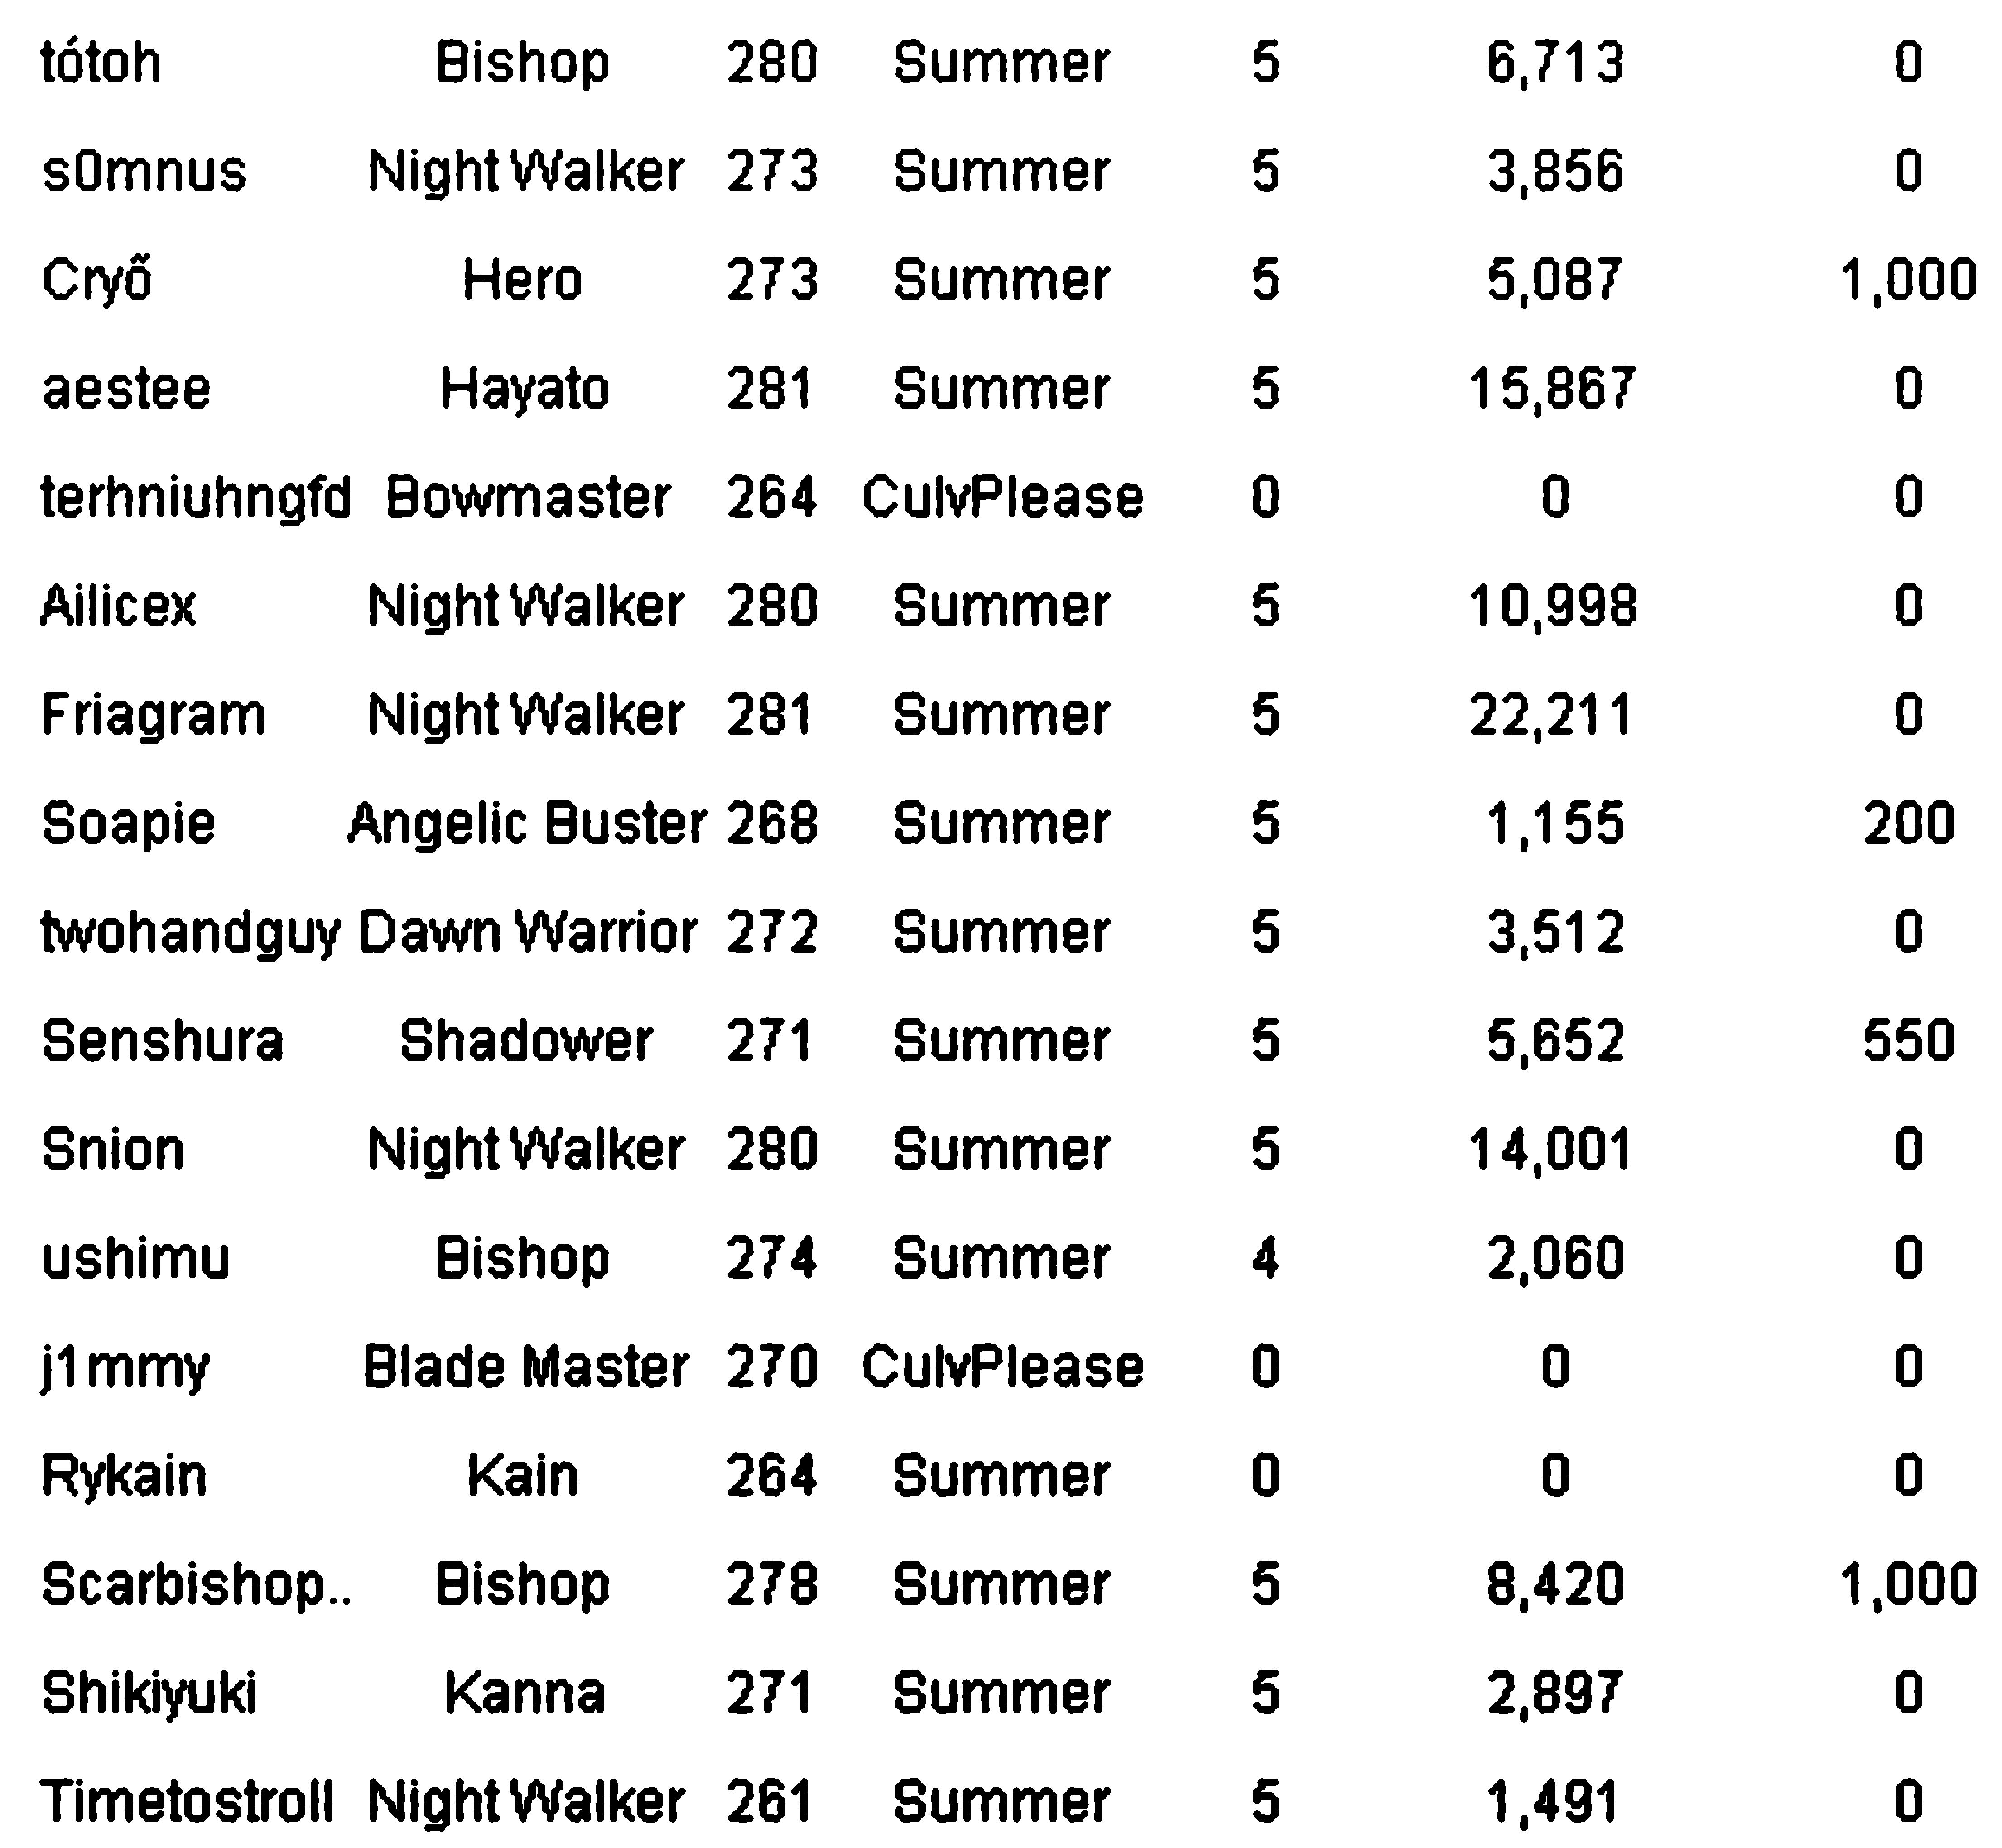 tótoh Bishop 280 Summer 5 6,713 0
s0mnus Night Walker 273 Summer 5 3,856 0
Cryő Hero 273 Summer 5 5,087 1,000
aestee Hayato 281 Summer 5 15,867 0
terhniuhngfd Bowmaster 264 CulvPlease 0 0 0
Ailicex Night Walker 280 Summer 5 10,998 0
Friagram Night Walker 281 Summer 5 22,211 0
Soapie Angelic Buster 268 Summer 5 1,155 200
twohandguy Dawn Warrior 272 Summer 5 3,512 0
Senshura Shadower 271 Summer 5 5,652 550
Snion Night Walker 280 Summer 5 14,001 0
ushimu Bishop 274 Summer 4 2,060 0
j1mmy Blade Master 270 CulvPlease 0 0 0
Rykain Kain 264 Summer 0 0 0
Scarbishop.. Bishop 278 Summer 5 8,420 1,000
Shikiyuki Kanna 271 Summer 5 2,897 0
Timetostroll Night Walker 261 Summer 5 1,491 0